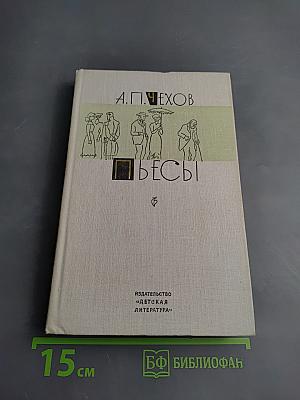 А.П.ЧЕХОВ
ПЬЕСЫ
ИЗДАТЕЛЬСТВО
«ДЕТСКАЯ
ЛИТЕРАТУРА»
15 см
БФ БИБЛИОФАН